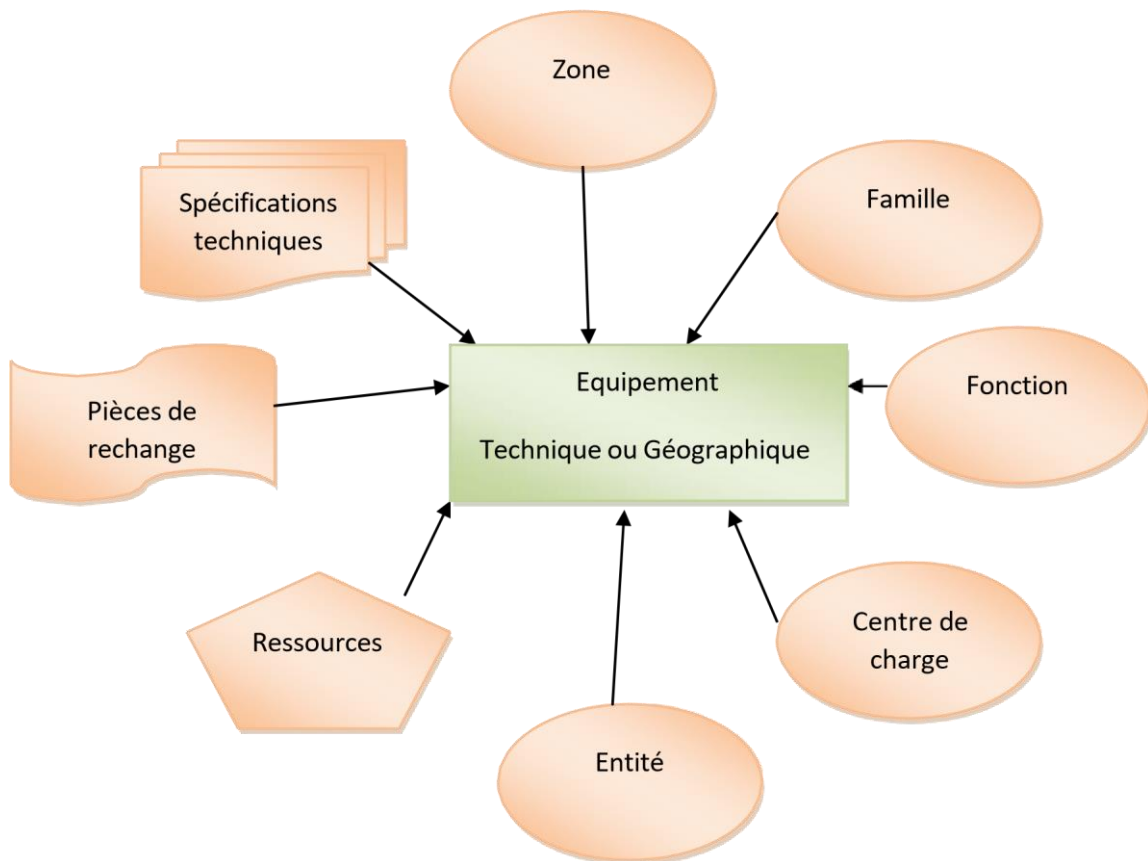 Zone
Spécifications
techniques
Famille
Equipement
Technique ou Géographique
Fonction
Pièces de
rechange
Ressources
Centre de
charge
Entité